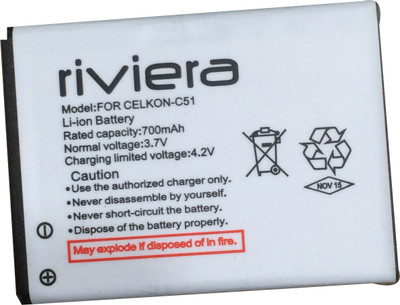 riviera
Model:FOR CELKON-C51
Li-ion Battery
Rated capacity:700mAh
Normal voltage:3.7V
Charging limited voltage:4.2V
Caution
•Use the authorized charger only.
•Never disassemble by yourself.
•Never short-circuit the battery.
•Dispose of the battery properly.
May explode if disposed of in fire.
NOV 15